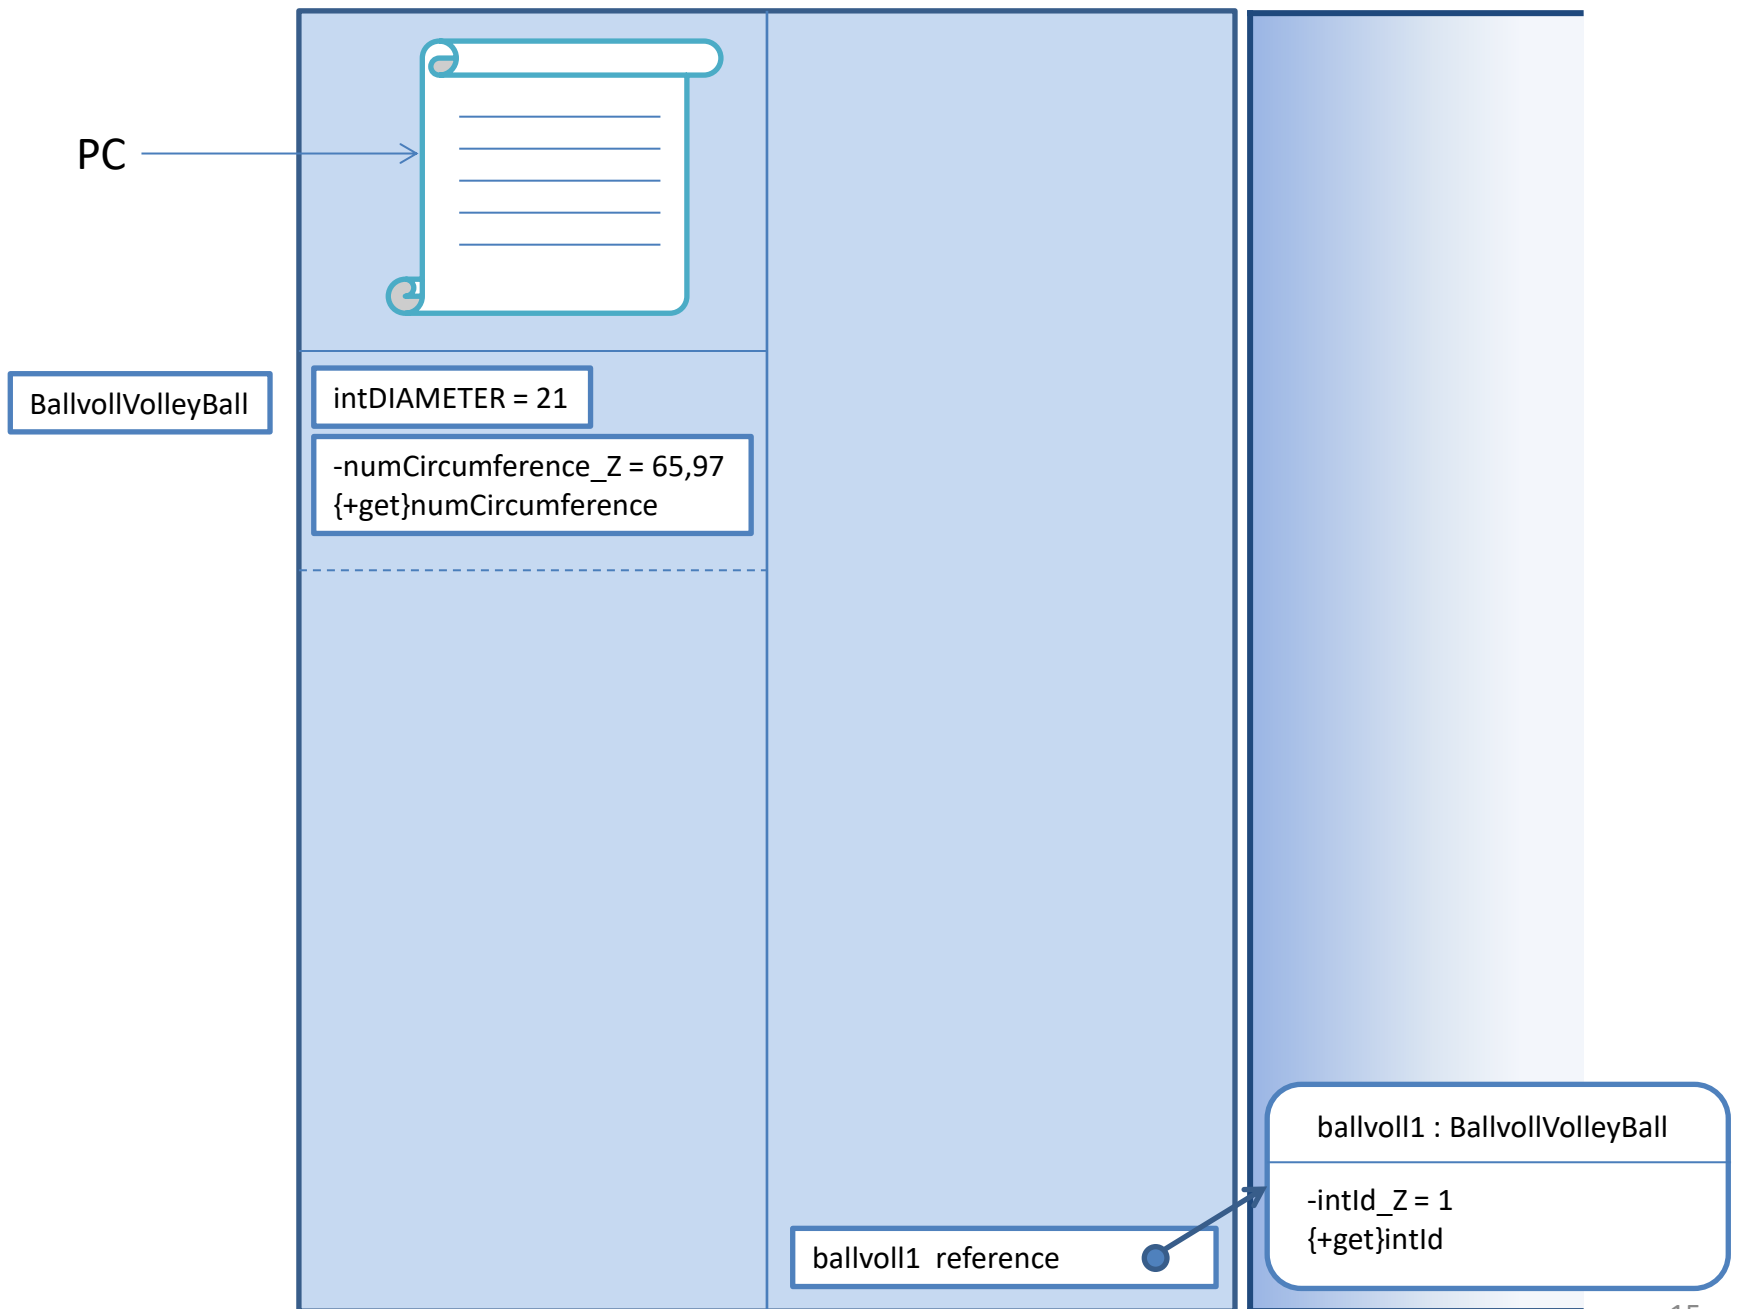 PC
BallvollVolleyBall
intDIAMETER = 21
-numCircumference_Z = 65,97
{+get}numCircumference
ballvoll1 : BallvollVolleyBall
-intId_Z = 1
{+get}intId
ballvoll1 reference